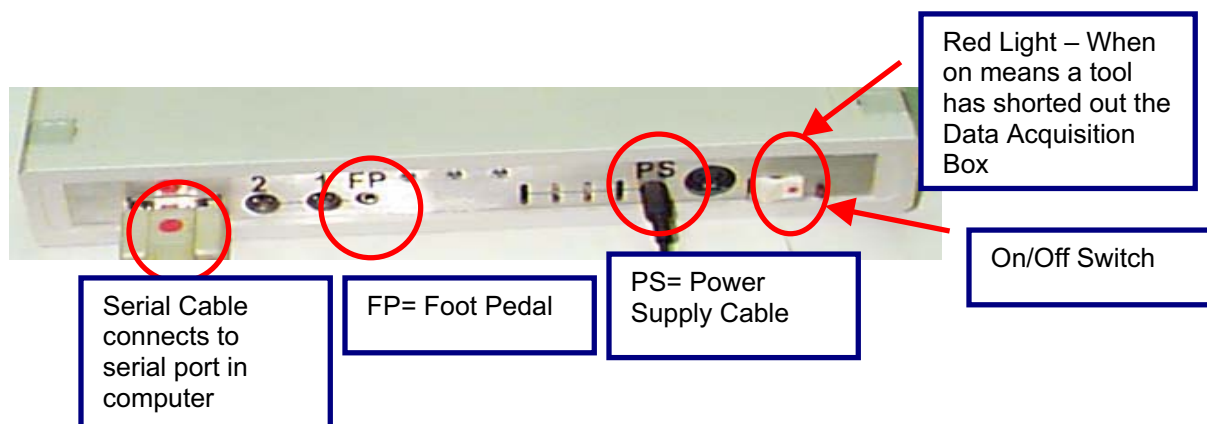 Red Light – When
on means a tool
has shorted out the
Data Acquisition
Box
2 1 FP
PS
On/Off Switch
Serial Cable
connects to
serial port in
computer
FP= Foot Pedal
PS= Power
Supply Cable